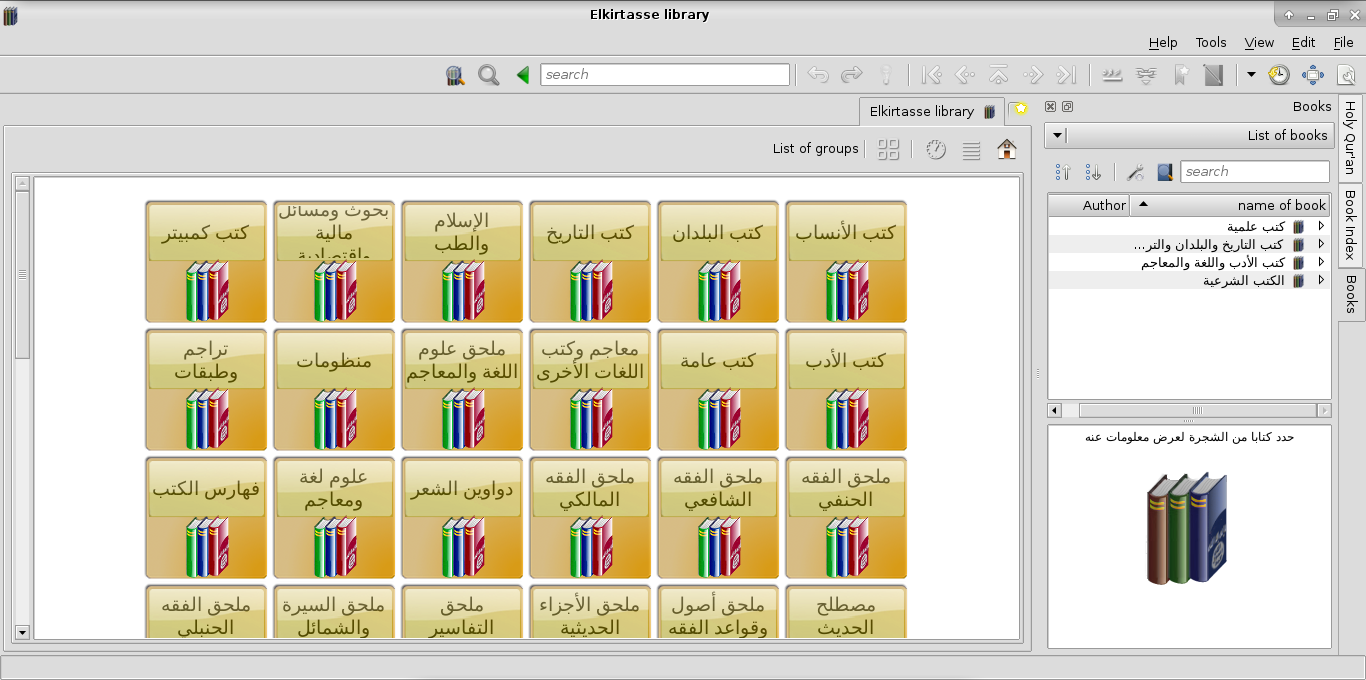 Elkirtasse library
File
Edit
View
Tools
Help
search
Elkirtasse library
List of groups
كتب الأنساب
كتب البلدان
كتب التاريخ
الإسلام
والطب
بحوث ومسائل
مالية
واقتصادية
كتب كمبيتر
كتب الأدب
كتب عامة
معاجم وكتب
اللغات الأخرى
ملحق علوم
اللغة والمعاجم
منظومات
تراجم
وطبقات
ملحق الفقه
الحنفي
ملحق الفقه
الشافعي
ملحق الفقه
المالكي
دواوين الشعر
علوم لغة
ومعاجم
فهارس الكتب
مصطلح
الحديث
ملحق أصول
وقواعد الفقه
ملحق الأجزاء
الحديثية
ملحق
التفاسير
ملحق السيرة
والشمائل
ملحق الفقه
الحنبلي
Books
List of books
search
name of book
Author
كتب علمية
كتب التاريخ والبلدان والتر...
كتب الأدب واللغة والمعاجم
الكتب الشرعية
حدد كتابا من الشجرة لعرض معلومات عنه
Holy Qur'an
Book Index
Books